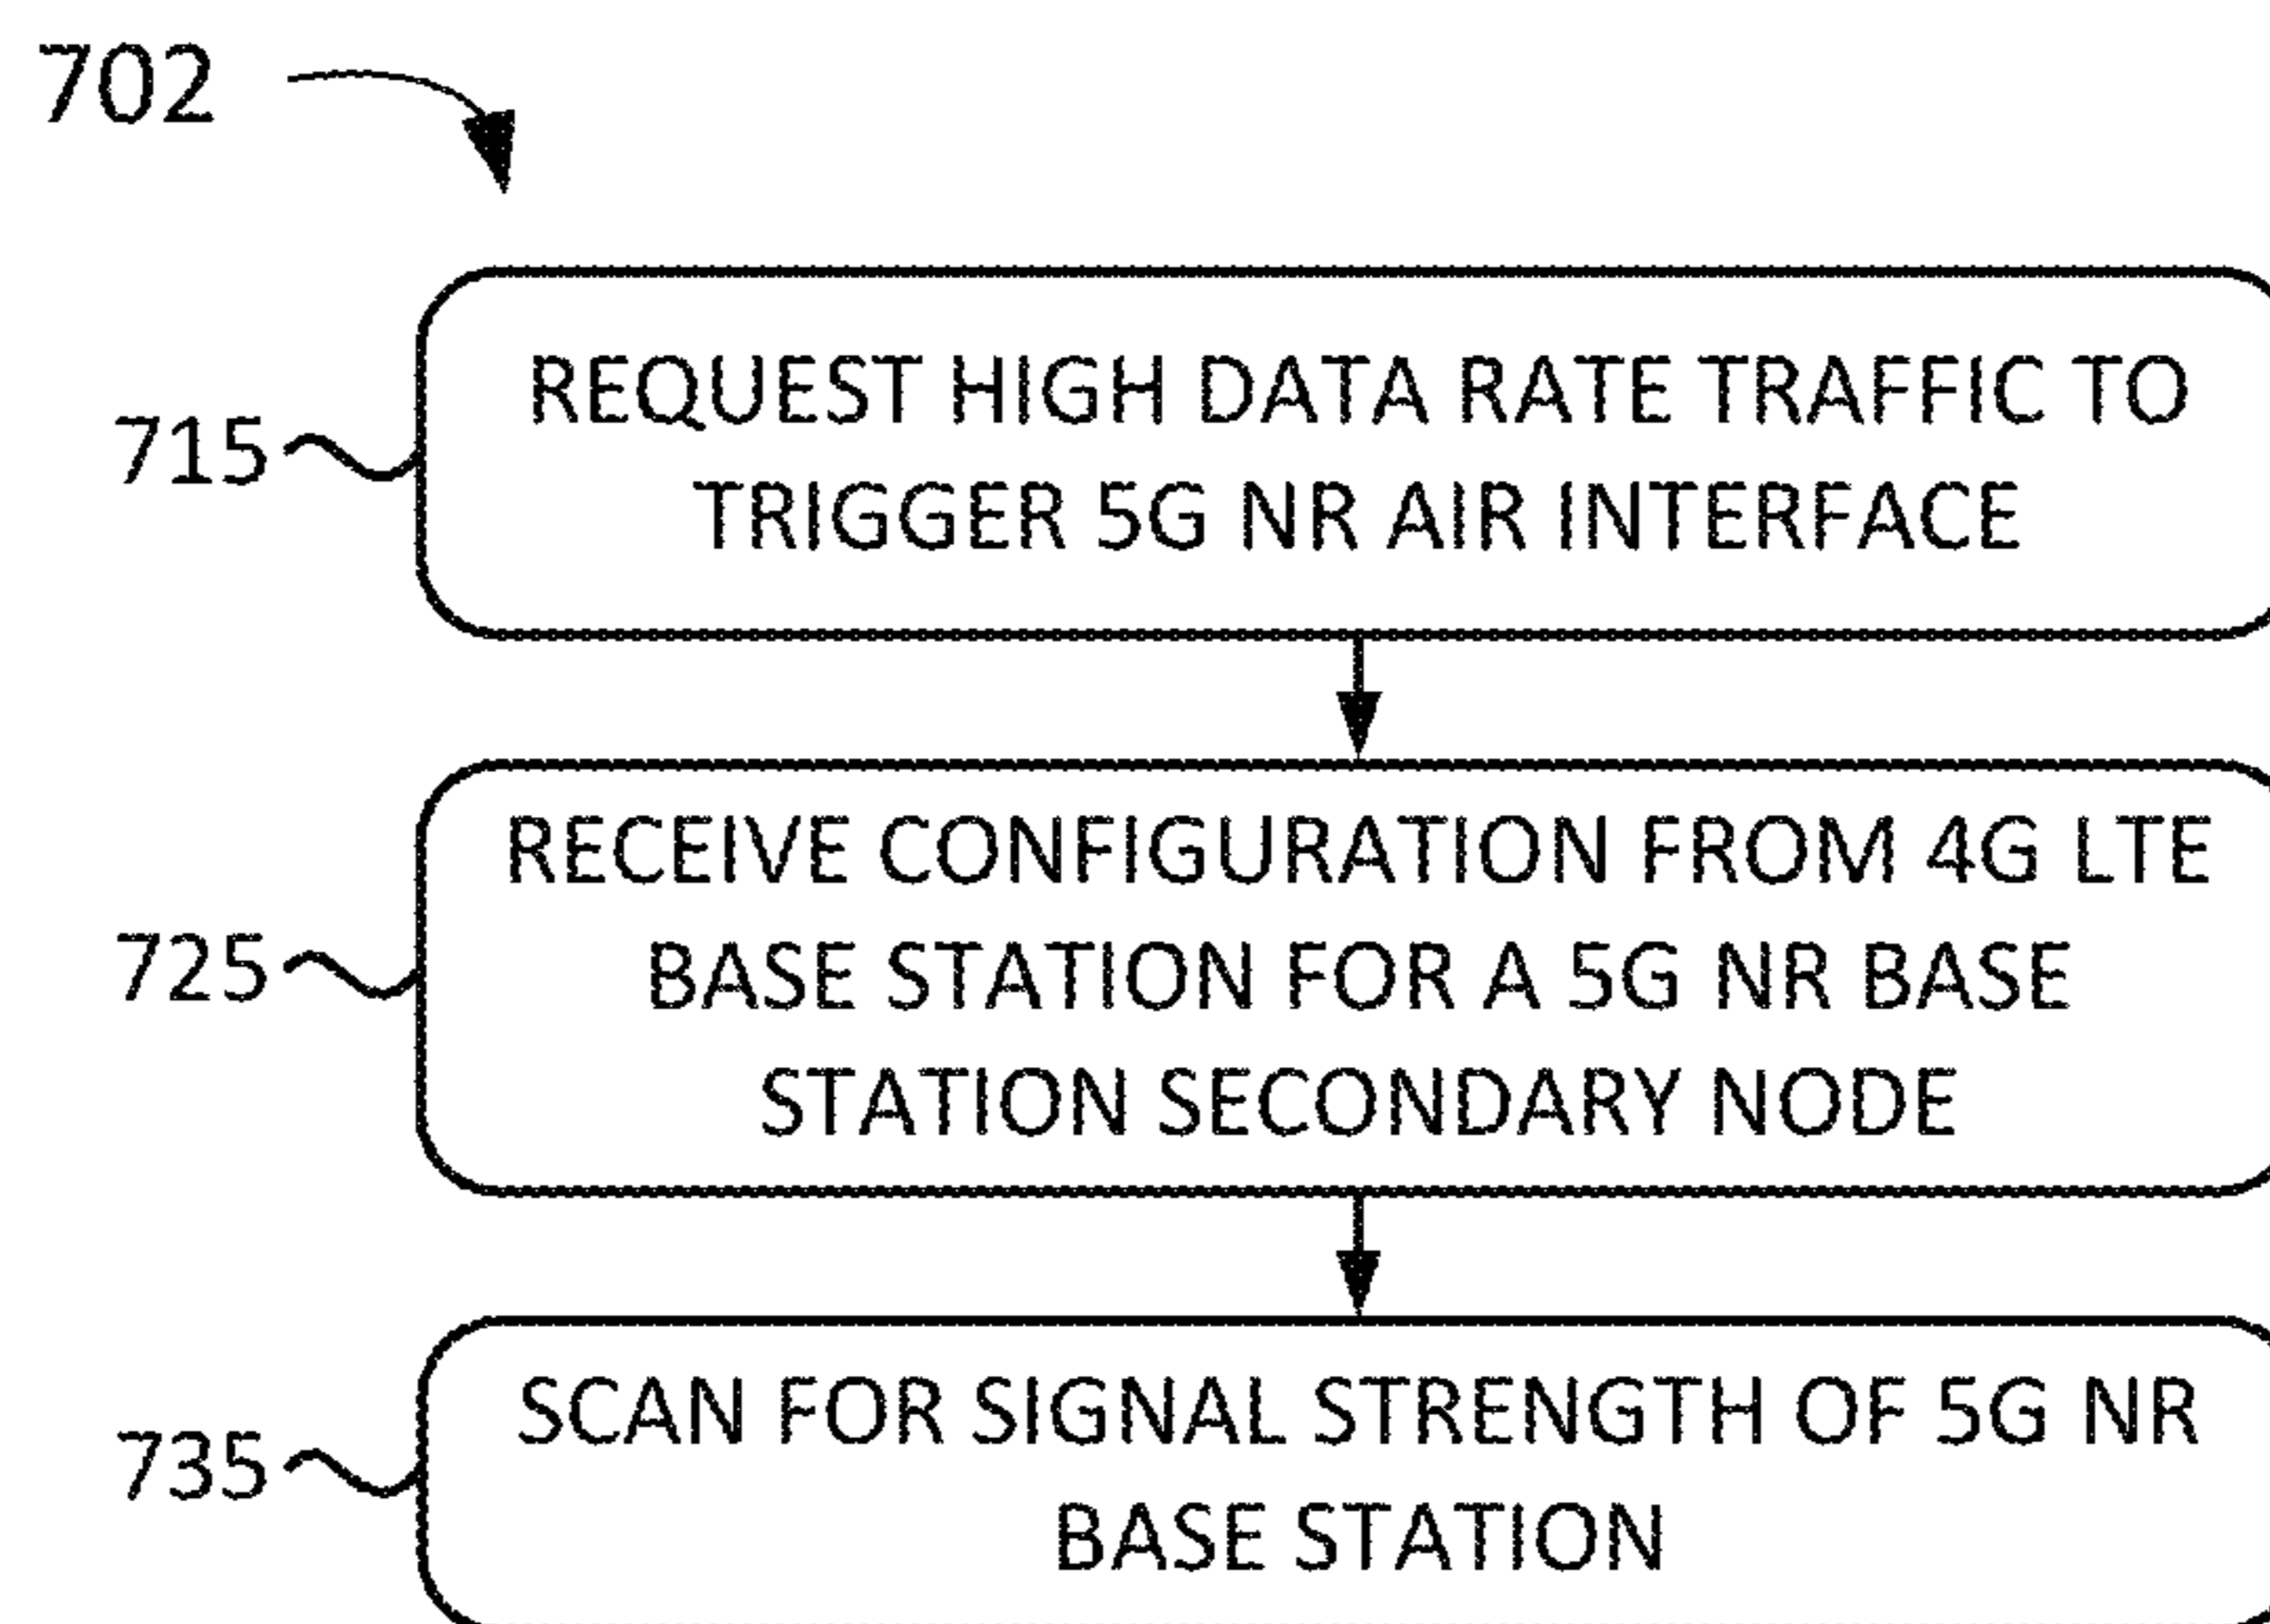 702
REQUEST HIGH DATA RATE TRAFFIC TO
715
TRIGGER 5G NR AIR INTERFACE
RECEIVE CONFIGURATION FROM 4G LTE
725
BASE STATION FOR A 5G NR BASE
STATION SECONDARY NODE
SCAN FOR SIGNAL STRENGTH OF 5G NR
735
BASE STATION